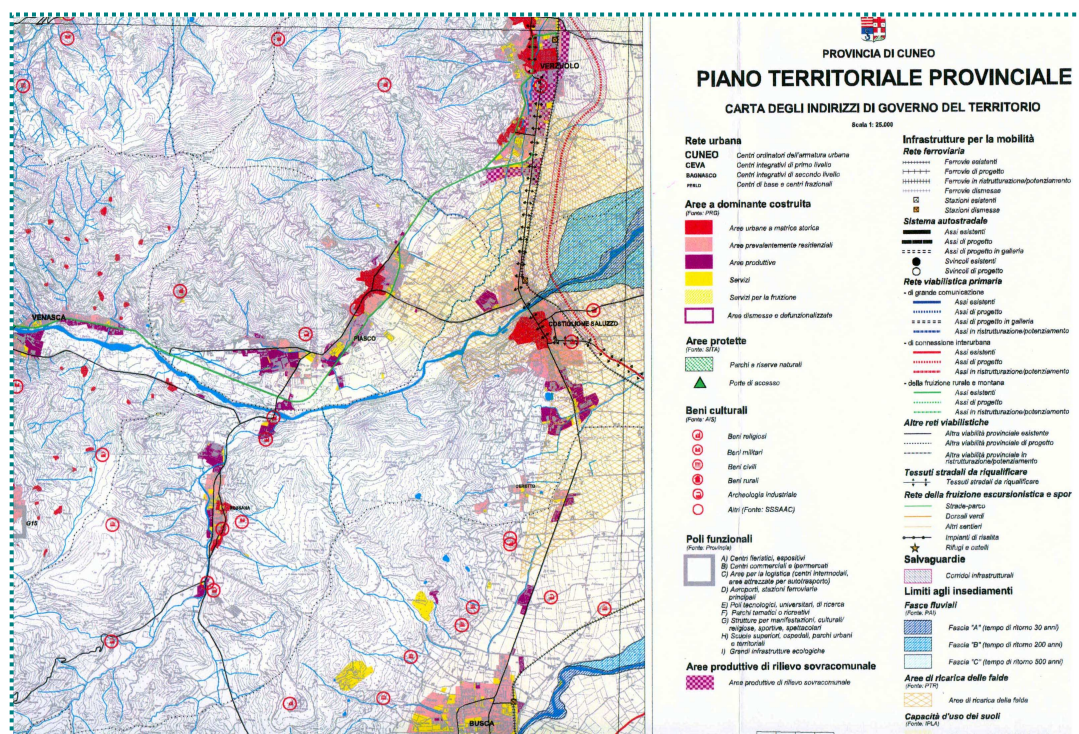 VERZUOLO
VENASCA
PIASCO
COSTIGLIONE SALUZZO
ROSSANA
G15
BUSCA
PROVINCIA DI CUNEO
PIANO TERRITORIALE PROVINCIALE
CARTA DEGLI INDIRIZZI DI GOVERNO DEL TERRITORIO
Scala 1: 25.000
Rete urbana
CUNEO Centri ordinatori dell'armatura urbana
CEVA Centri integrativi di primo livello
BAGNASCO Centri integrativi di secondo livello
PERLO Centri di base e centri frazionali
Aree a dominante costruita
(Fonte: PRG)
Aree urbane a matrice storica
Aree prevalentemente residenziali
Aree produttive
Servizi
Servizi per la fruizione
Aree dismesse e defunzionalizzate
Aree protette
(Fonte: SITA)
Parchi e riserve naturali
Porte di accesso
Beni culturali
(Fonte: AIS)
Beni religiosi
Beni militari
Beni civili
Beni rurali
Archeologia industriale
Altri (Fonte: SSSAAC)
Poli funzionali
(Fonte: Provincia)
A) Centri fieristici, espositivi
B) Centri commerciali e ipermercati
C) Aree per la logistica (centri intermodali,
aree attrezzate per autotrasporto)
D) Aeroporti, stazioni ferroviarie
principali
E) Poli tecnologici, universitari, di ricerca
F) Parchi tematici o ricreativi
G) Strutture per manifestazioni, culturali/
religiose, sportive, spettacolari
H) Scuole superiori, ospedali, parchi urbani
e territoriali
I) Grandi infrastrutture ecologiche
Aree produttive di rilievo sovracomunale
Aree produttive di rilievo sovracomunale
Infrastrutture per la mobilità
Rete ferroviaria
Ferrovie esistenti
Ferrovie di progetto
Ferrovie in ristrutturazione/potenziamento
Ferrovie dismesse
Stazioni esistenti
Stazioni dismesse
Sistema autostradale
Assi esistenti
Assi di progetto
Assi di progetto in galleria
Svincoli esistenti
Svincoli di progetto
Rete viabilistica primaria
- di grande comunicazione
Assi esistenti
Assi di progetto
Assi di progetto in galleria
Assi in ristrutturazione/potenziamento
- di connessione interurbana
Assi esistenti
Assi di progetto
Assi in ristrutturazione/potenziamento
- della fruizione rurale e montana
Assi esistenti
Assi di progetto
Assi in ristrutturazione/potenziamento
Altre reti viabilistiche
Altra viabilità provinciale esistente
Altra viabilità provinciale di progetto
Altra viabilità provinciale in
ristrutturazione/potenziamento
Tessuti stradali da riqualificare
Tessuti stradali da riqualificare
Rete della fruizione escursionistica e spor
Strade-parco
Dorsali verdi
Altri sentieri
Impianti di risalita
Rifugi e ostelli
Salvaguardie
Corridoi infrastrutturali
Limiti agli insediamenti
Fasce fluviali
(Fonte: PAI)
Fascia "A" (tempo di ritorno 30 anni)
Fascia "B" (tempo di ritorno 200 anni)
Fascia "C" (tempo di ritorno 500 anni)
Aree di ricarica delle falde
(Fonte: PTR)
Aree di ricarica della falda
Capacità d'uso dei suoli
(Fonte: IPLA)